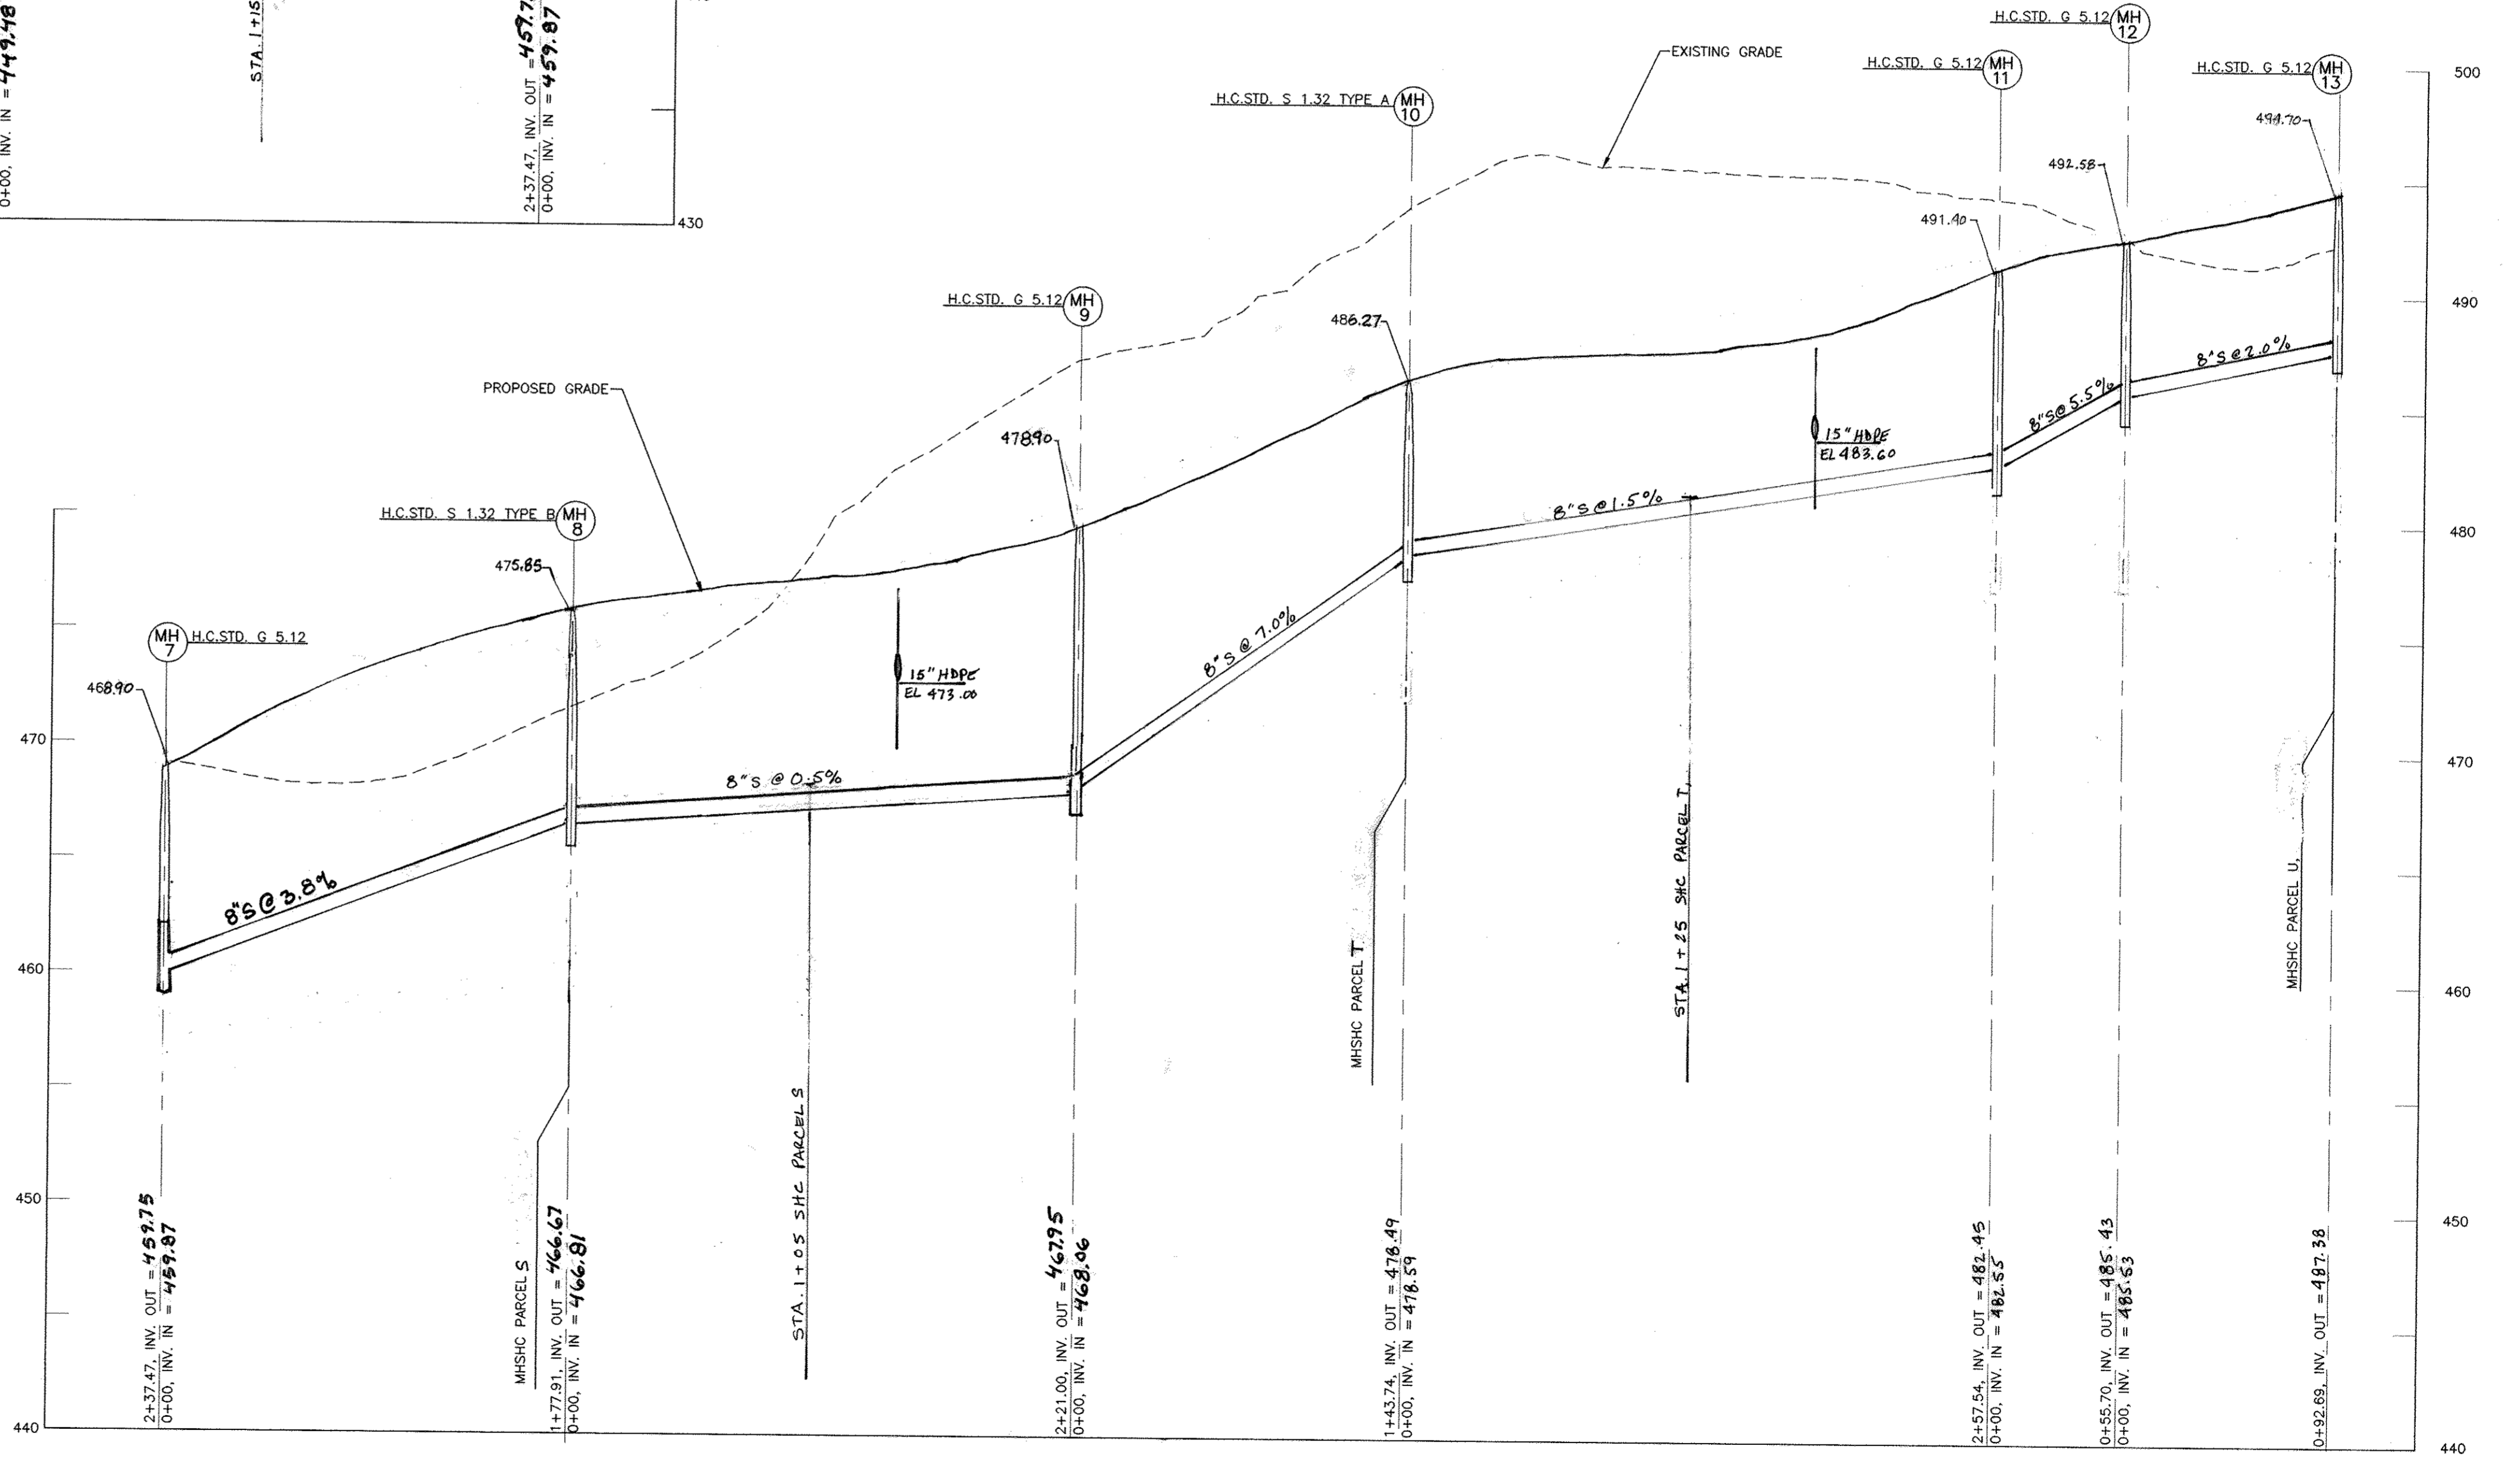 0+00, INV. IN = 449.48
STA. 1+15
2+37.47, INV. OUT = 459.7
0+00, INV. IN = 459.87
430
H.C.STD. G 5.12 MH 12
EXISTING GRADE
H.C.STD. G 5.12 MH 11
H.C.STD. G 5.12 MH 13
500
H.C.STD. S 1.32 TYPE A MH 10
494.70
492.58
491.40
H.C.STD. G 5.12 MH 9
490
486.27
8"S @ 2.0%
PROPOSED GRADE
8"S @ 5.5%
478.90
15" HDPE
EL 483.60
8"S @ 1.5%
H.C.STD. S 1.32 TYPE B MH 8
480
475.85
MH 7 H.C.STD. G 5.12
8"S @ 7.0%
468.90
15" HDPE
EL 473.00
470
470
8"S @ 0.5%
8"S @ 3.8%
460
460
MHSHC PARCEL T
STA. 1+25 SHC PARCEL T,
MHSHC PARCEL U,
450
450
2+37.47, INV. OUT = 459.75
0+00, INV. IN = 459.87
MHSHC PARCEL S
1+77.91, INV. OUT = 466.67
0+00, INV. IN = 466.81
STA. 1+05 SHC PARCEL S
2+21.00, INV. OUT = 467.95
0+00, INV. IN = 468.06
1+43.74, INV. OUT = 478.49
0+00, INV. IN = 478.59
2+57.54, INV. OUT = 482.45
0+00, INV. IN = 482.55
0+55.70, INV. OUT = 485.43
0+00, INV. IN = 485.53
0+92.69, INV. OUT = 487.38
440
440